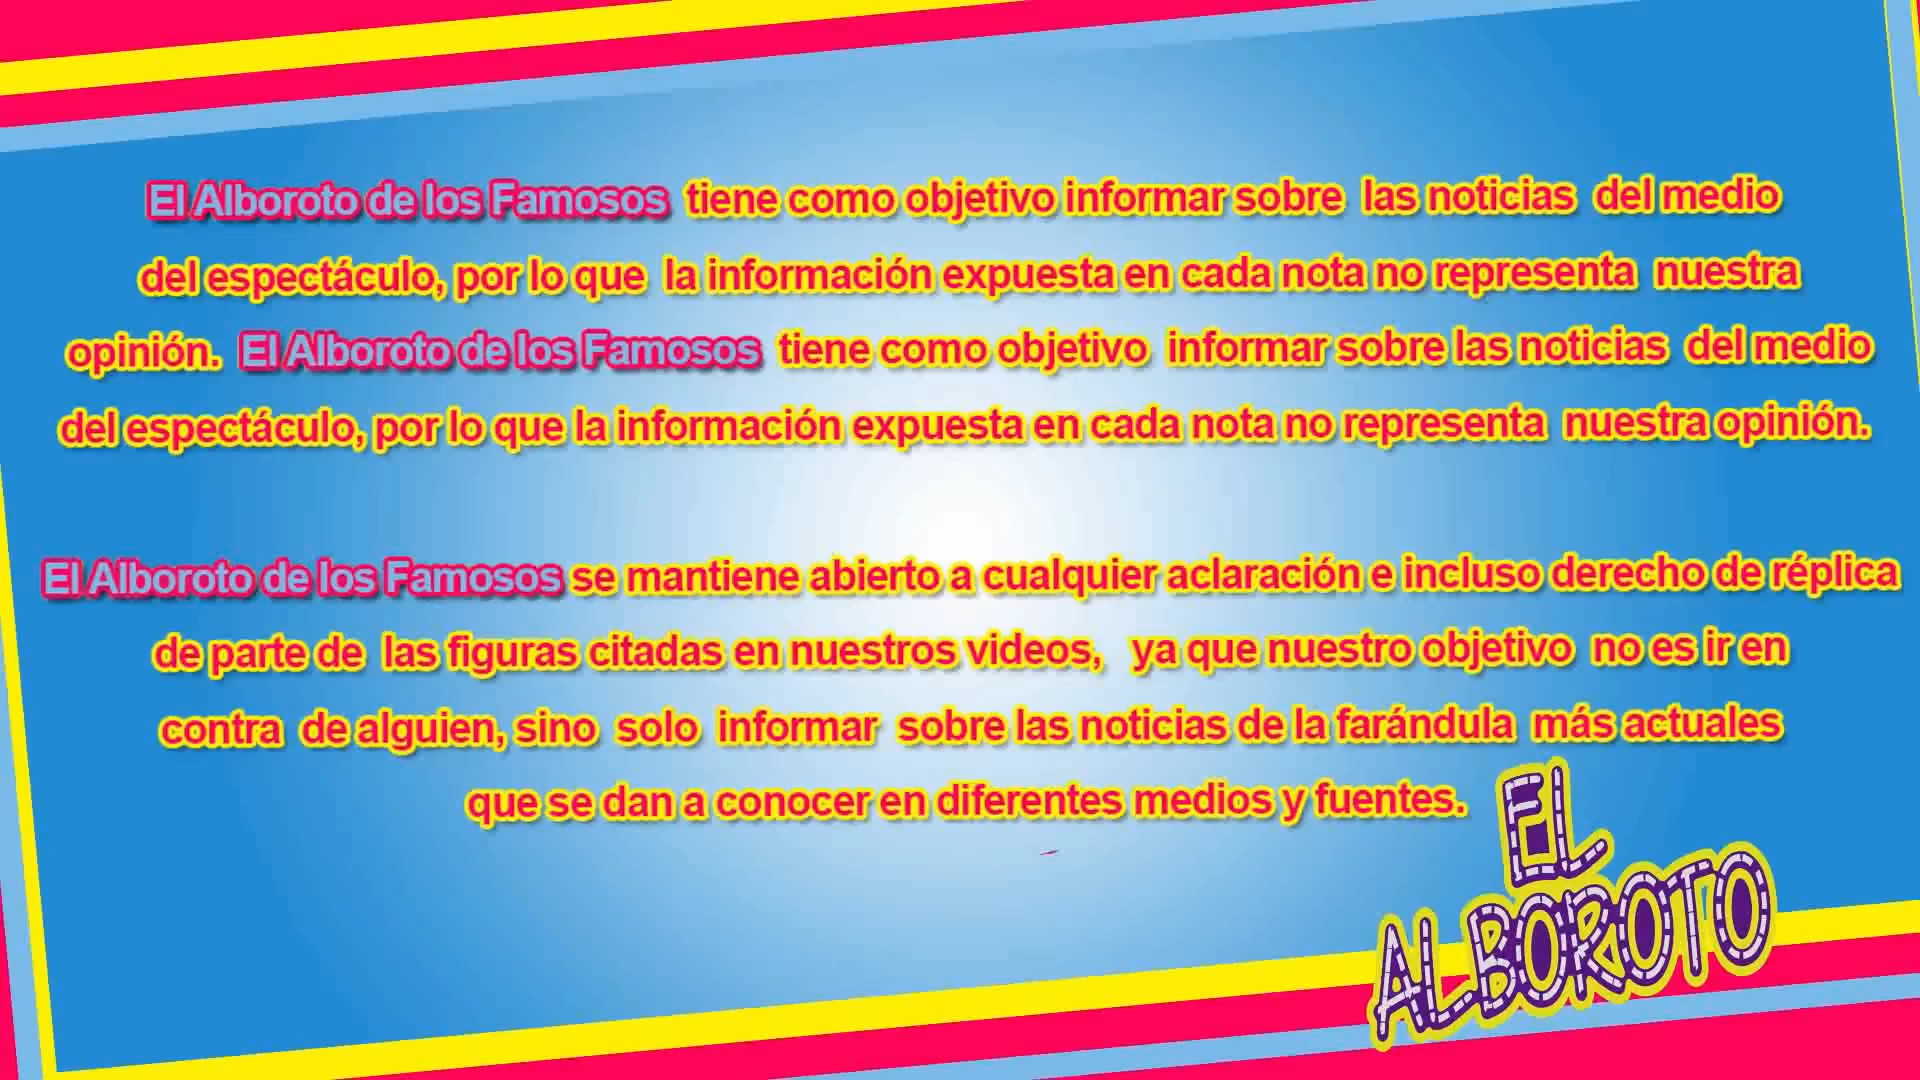 El Alboroto de los Famosos tiene como objetivo informar sobre las noticias del medio
del espectáculo, por lo que la información expuesta en cada nota no representa nuestra
opinión. El Alboroto de los Famosos tiene como objetivo informar sobre las noticias del medio
del espectáculo, por lo que la información expuesta en cada nota no representa nuestra opinión.
El Alboroto de los Famosos se mantiene abierto a cualquier aclaración e incluso derecho de réplica
de parte de las figuras citadas en nuestros videos, ya que nuestro objetivo no es ir en
contra de alguien, sino solo informar sobre las noticias de la farándula más actuales
que se dan a conocer en diferentes medios y fuentes.
EL
ALBOROTO